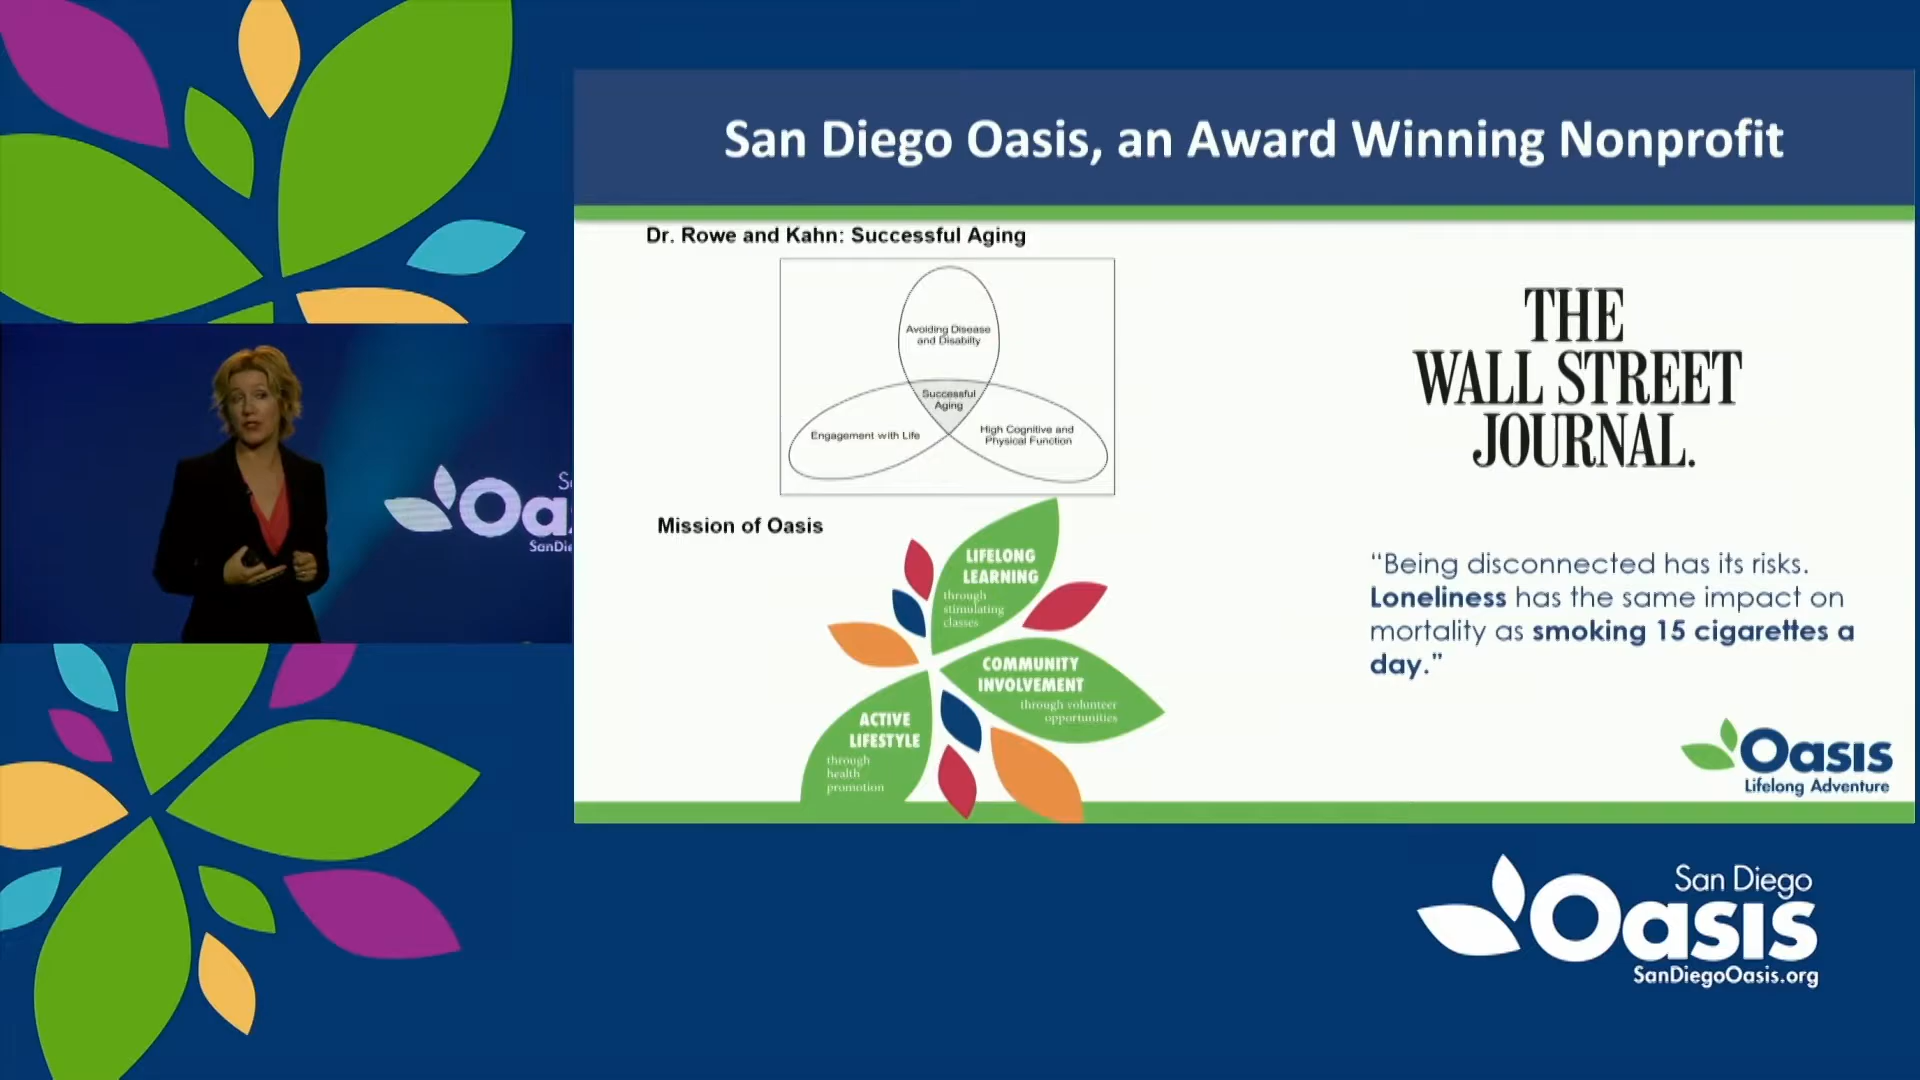 San Diego Oasis, an Award Winning Nonprofit
Dr. Rowe and Kahn: Successful Aging
Avoiding Disease
and Disabilty
Successful
Aging
Engagement with Life
High Cognitive and
Physical Function
THE
WALL STREET
JOURNAL.
Mission of Oasis
LIFELONG
LEARNING
through
stimulating
classes
COMMUNITY
INVOLVEMENT
through volunteer
opportunities
ACTIVE
LIFESTYLE
through
health
promotion
“Being disconnected has its risks.
Loneliness has the same impact on
mortality as smoking 15 cigarettes a
day.”
Oasis
Lifelong Adventure
San Diego
Oasis
SanDiegoOasis.org